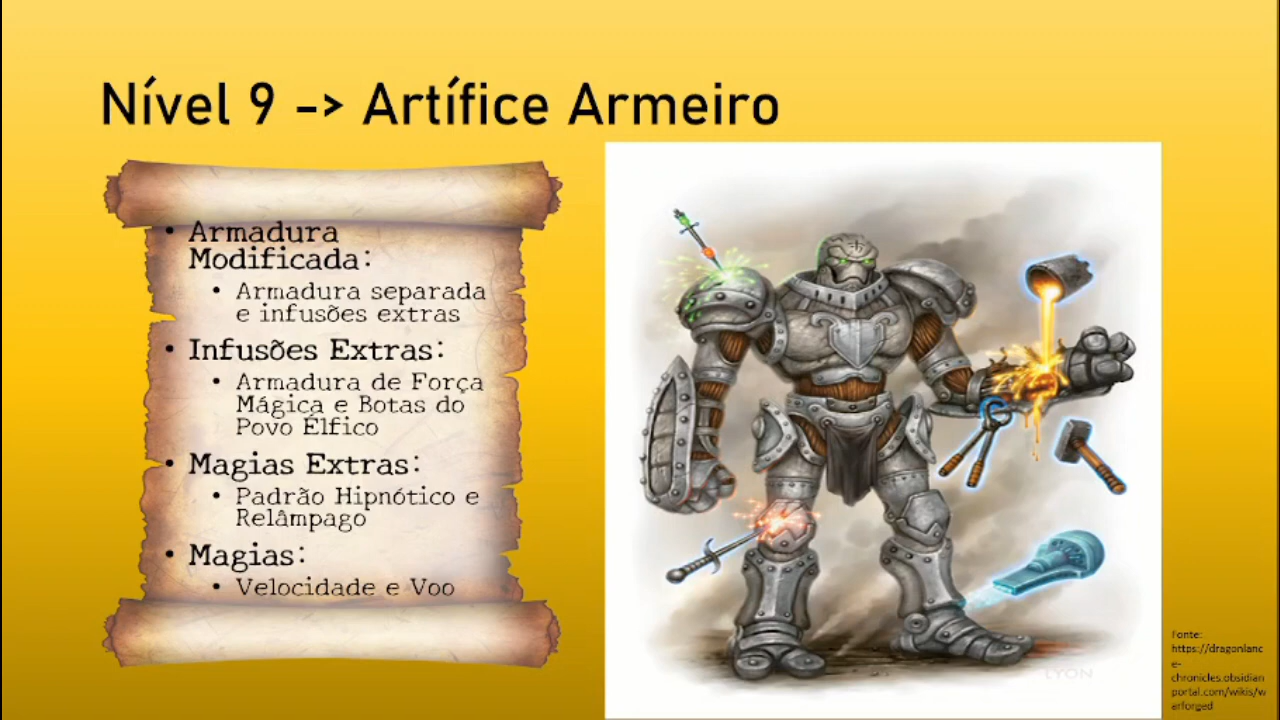 Nível 9 -> Artífice Armeiro
• Armadura
Modificada:
• Armadura separada
e infusões extras
• Infusões Extras:
• Armadura de Força
Mágica e Botas do
Povo Élfico
• Magias Extras:
• Padrão Hipnótico e
Relâmpago
• Magias:
• Velocidade e Voo
LYON
Fonte:
https://dragonlanc
e-
chronicles.obsidian
portal.com/wikis/w
arforged